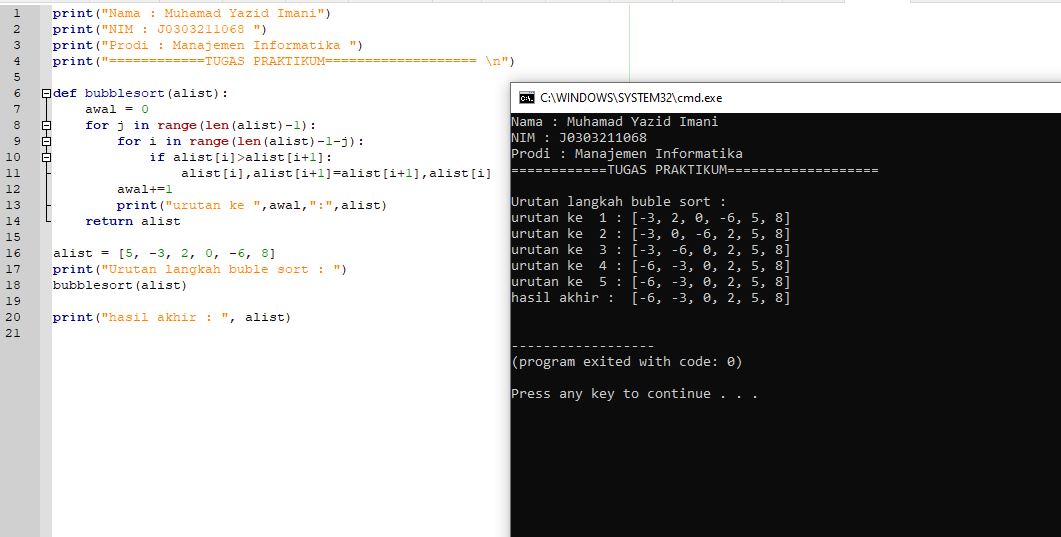 1 print("Nama : Muhamad Yazid Imani")
2 print("NIM : J0303211068 ")
3 print("Prodi : Manajemen Informatika ")
4 print("============TUGAS PRAKTIKUM=================== \n")
5
6 def bubblesort(alist):
7 awal = 0
8 for j in range(len(alist)-1):
9 for i in range(len(alist)-1-j):
10 if alist[i]>alist[i+1]:
11 alist[i],alist[i+1]=alist[i+1],alist[i]
12 awal+=1
13 print("urutan ke ",awal,":",alist)
14 return alist
15
16 alist = [5, -3, 2, 0, -6, 8]
17 print("Urutan langkah buble sort : ")
18 bubblesort(alist)
19
20 print("hasil akhir : ", alist)
21
C:\WINDOWS\SYSTEM32\cmd.exe
Nama : Muhamad Yazid Imani
NIM : J0303211068
Prodi : Manajemen Informatika
============TUGAS PRAKTIKUM===================
Urutan langkah buble sort :
urutan ke  1 : [-3, 2, 0, -6, 5, 8]
urutan ke  2 : [-3, 0, -6, 2, 5, 8]
urutan ke  3 : [-3, -6, 0, 2, 5, 8]
urutan ke  4 : [-6, -3, 0, 2, 5, 8]
urutan ke  5 : [-6, -3, 0, 2, 5, 8]
hasil akhir :  [-6, -3, 0, 2, 5, 8]
------------------
(program exited with code: 0)
Press any key to continue . . .